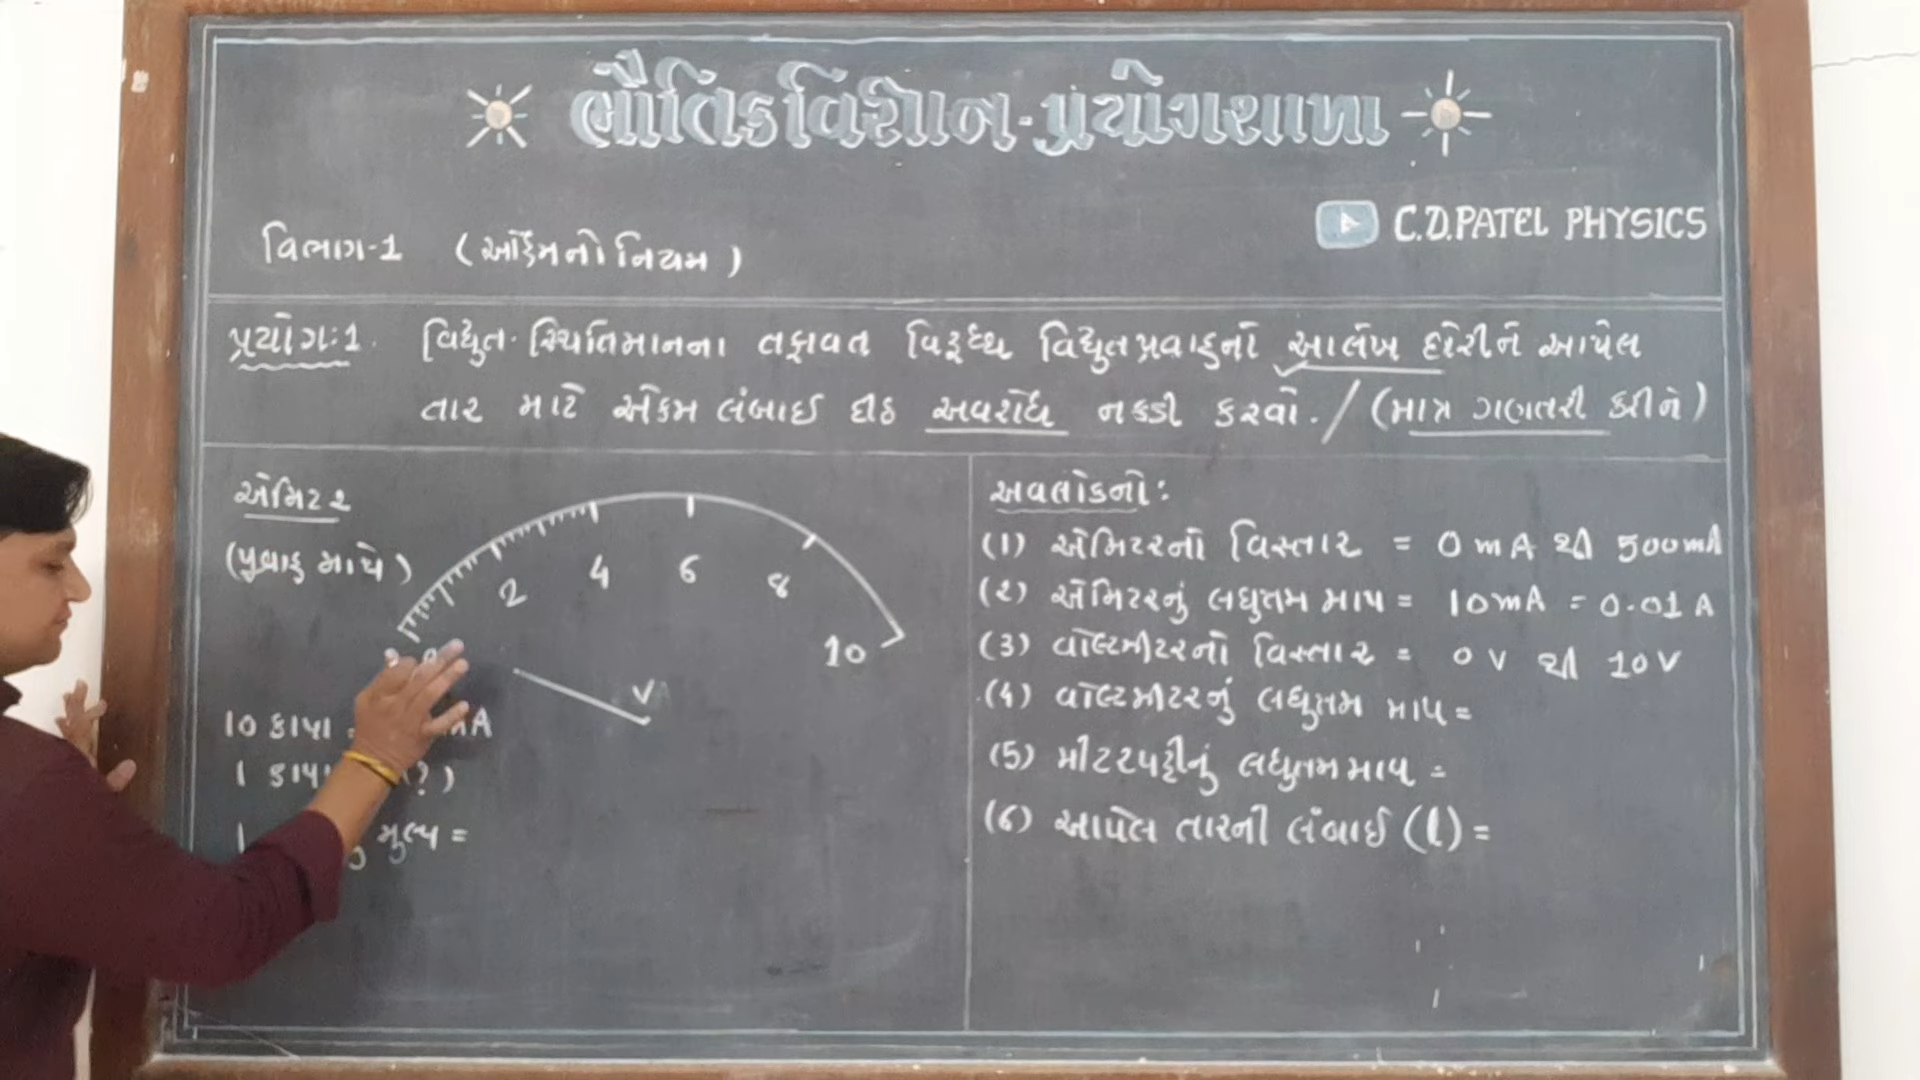 ભૌતિકવિજ્ઞાન-પ્રયોગશાળા
C.D.PATEL PHYSICS
વિભાગ-1 (ઓહ્મનો નિયમ)
પ્રયોગ:1. વિદ્યુત-સ્થિતિમાનના તફાવત વિરૂધ્ધ વિદ્યુતપ્રવાહનો આલેખ દોરીને આપેલ
તાર માટે એકમ લંબાઈ દીઠ અવરોધ નક્કી કરવો. / (માત્ર ગણતરી કરીને)
એમિટર
(પ્રવાહ માપે)
2 4 6 8
10
V
10 કાપા mA
1 (?)
1 મુલ્ય =
અવલોકનો:
(1) એમિટરનો વિસ્તાર = 0 mA થી 500mA
(2) એમિટરનું લઘુતમ માપ = 10mA = 0.01 A
(3) વોલ્ટમીટરનો વિસ્તાર = 0 V થી 10 V
(4) વોલ્ટમીટરનું લઘુતમ માપ =
(5) મીટરપટ્ટીનું લઘુતમ માપ =
(6) આપેલ તારની લંબાઈ (l) =